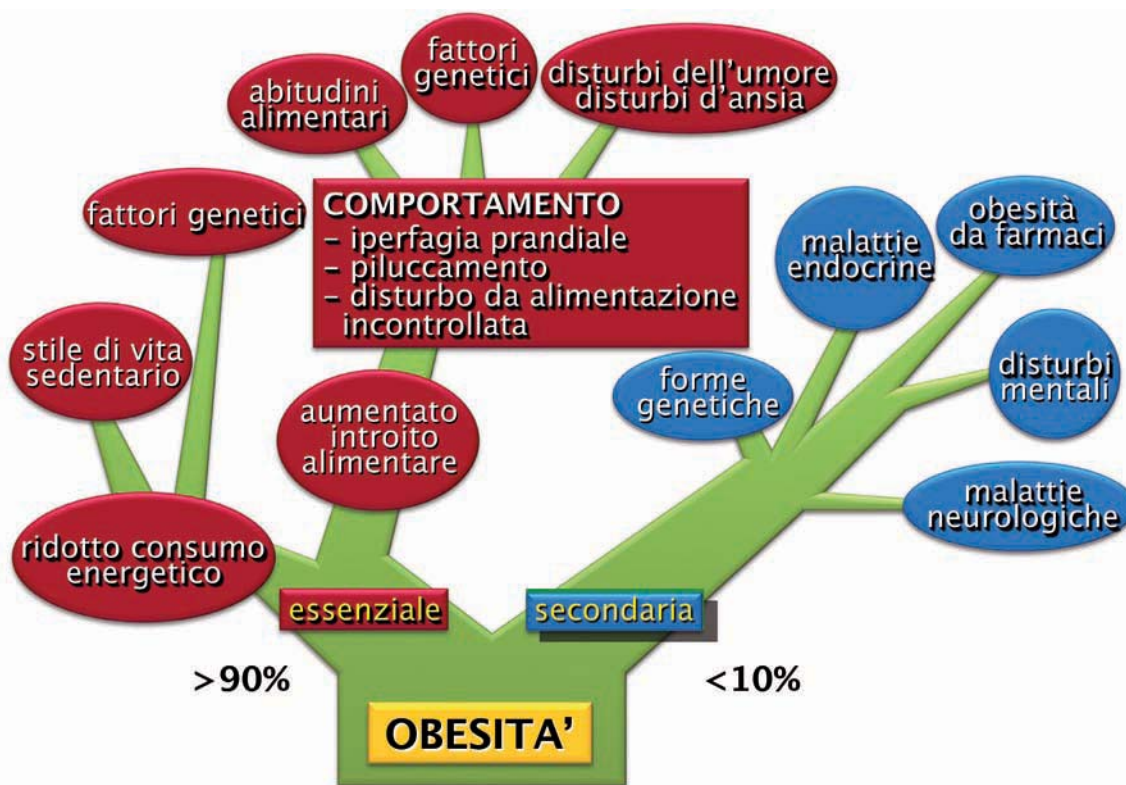 fattori
genetici
disturbi dell'umore
disturbi d'ansia
abitudini
alimentari
fattori genetici
COMPORTAMENTO
– iperfagia prandiale
– piluccamento
– disturbo da alimentazione
incontrollata
obesità
da farmaci
malattie
endocrine
stile di vita
sedentario
disturbi
mentali
forme
genetiche
aumentato
introito
alimentare
malattie
neurologiche
ridotto consumo
energetico
essenziale
secondaria
>90%
<10%
OBESITA'